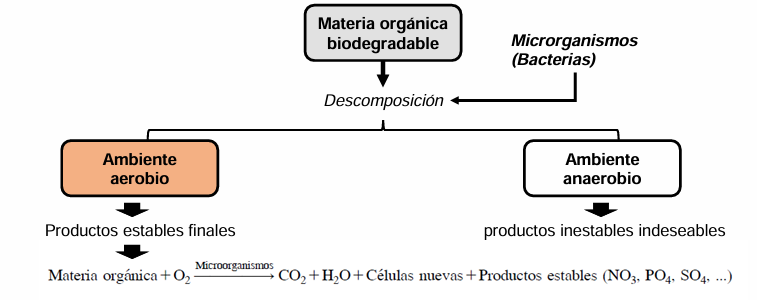 Materia orgánica
biodegradable
Microrganismos
(Bacterias)
Descomposición
Ambiente
aerobio
Ambiente
anaerobio
Productos estables finales
productos inestables indeseables
Materia orgánica + O₂ Microorganismos CO₂ + H₂O + Células nuevas + Productos estables (NO₃, PO₄, SO₄, ...)